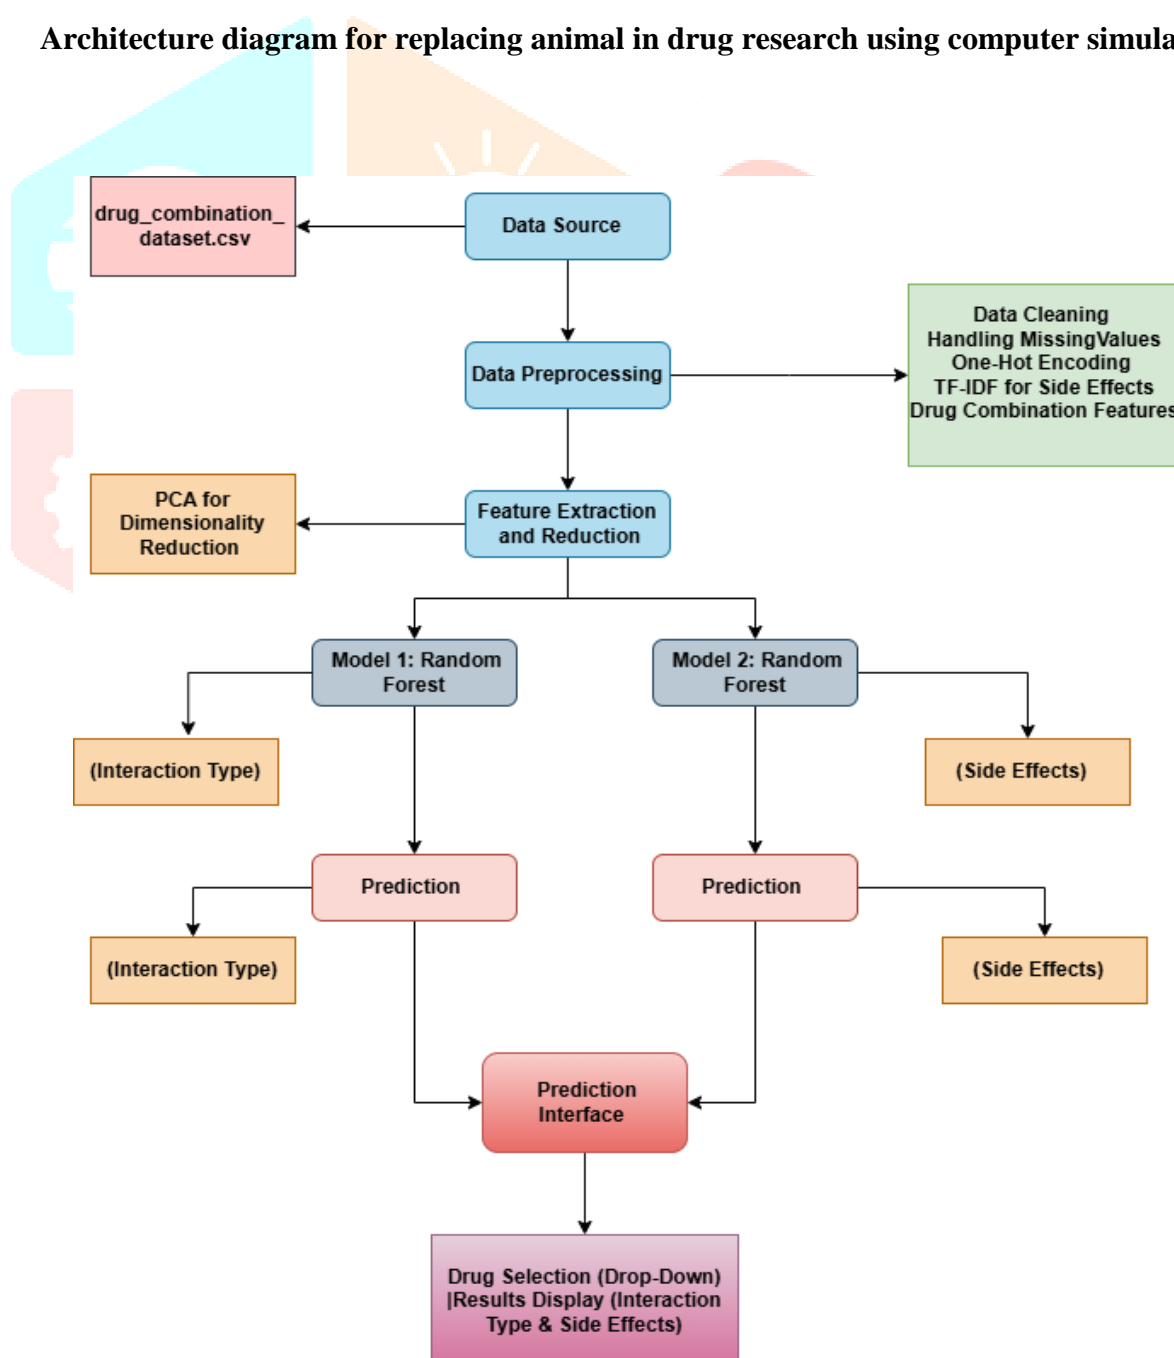 Architecture diagram for replacing animal in drug research using computer simula
drug_combination_
dataset.csv
Data Source
Data Cleaning
Handling MissingValues
One-Hot Encoding
TF-IDF for Side Effects
Drug Combination Features
Data Preprocessing
PCA for
Dimensionality
Reduction
Feature Extraction
and Reduction
Model 1: Random
Forest
Model 2: Random
Forest
(Interaction Type)
(Side Effects)
Prediction
Prediction
(Interaction Type)
(Side Effects)
Prediction
Interface
Drug Selection (Drop-Down)
|Results Display (Interaction
Type & Side Effects)